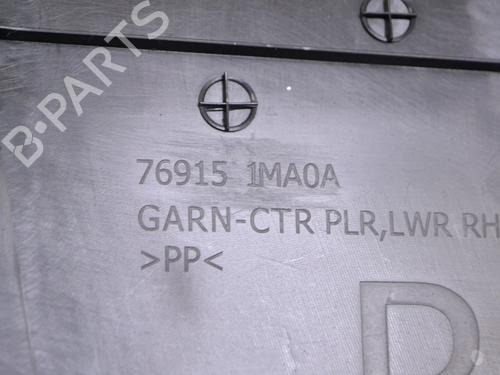 B-PARTS
76915 1MA0A
GARN-CTR PLR,LWR RH
>PP<